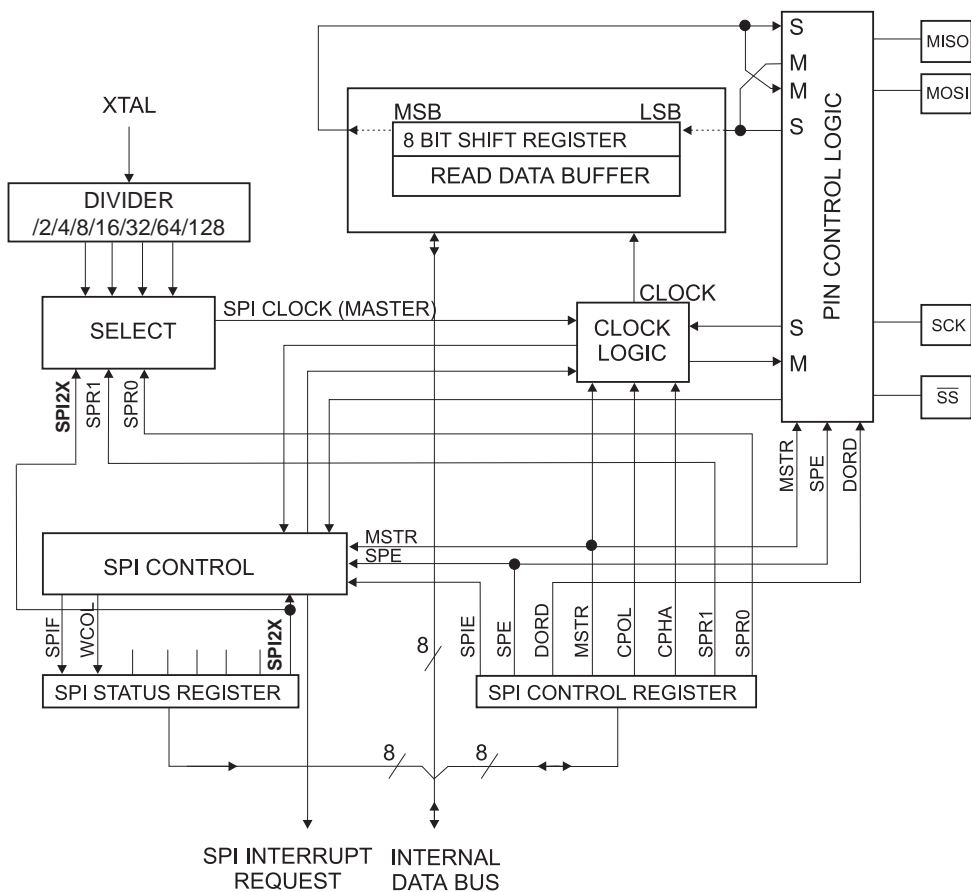 S
MISO
M
MOSI
M
S
XTAL
MSB
LSB
8 BIT SHIFT REGISTER
READ DATA BUFFER
DIVIDER
/2/4/8/16/32/64/128
PIN CONTROL LOGIC
SPI CLOCK (MASTER)
CLOCK
SELECT
CLOCK
LOGIC
S
M
SCK
SS
SPI2X
SPR1
SPR0
MSTR
SPE
DORD
MSTR
SPE
SPI CONTROL
SPIF
WCOL
SPI2X
8
SPIE
SPE
DORD
MSTR
CPOL
CPHA
SPR1
SPR0
SPI STATUS REGISTER
SPI CONTROL REGISTER
8
8
SPI INTERRUPT
REQUEST
INTERNAL
DATA BUS